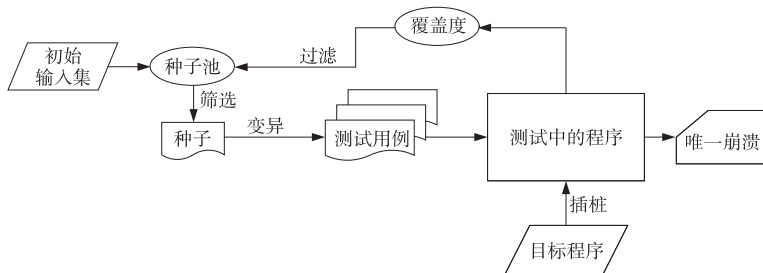 覆盖度
初始
输入集
种子池
过滤
筛选
种子
变异
测试用例
测试中的程序
唯一崩溃
插桩
目标程序